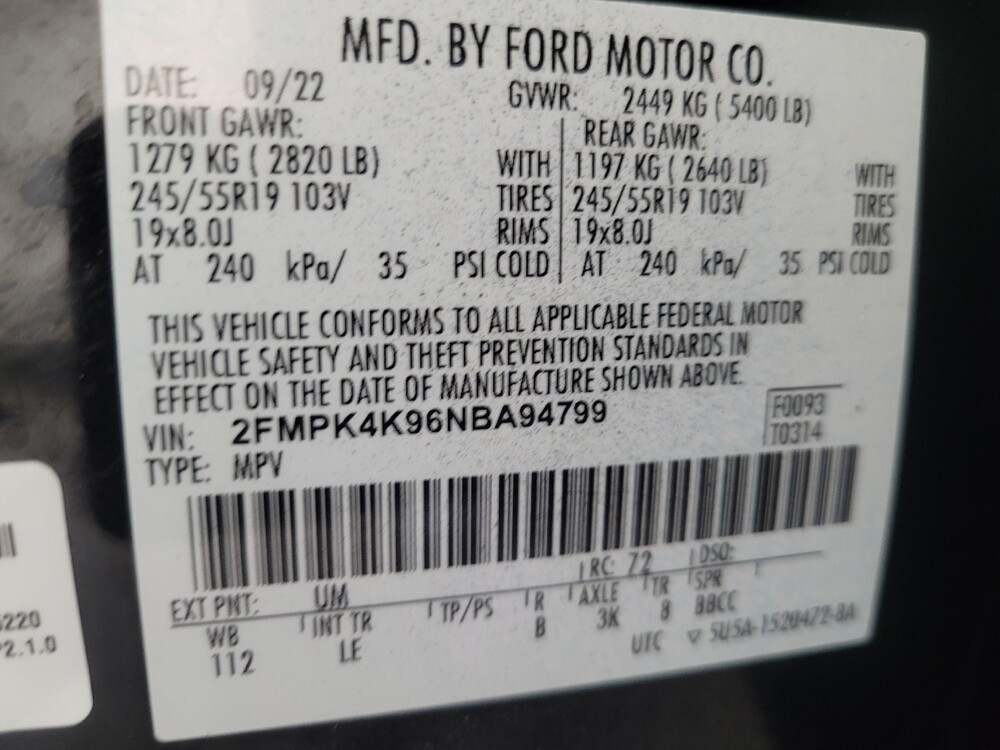 MFD. BY FORD MOTOR CO.
DATE: 09/22 GVWR: 2449 KG ( 5400 LB)
FRONT GAWR: REAR GAWR:
1279 KG ( 2820 LB) WITH 1197 KG ( 2640 LB) WITH
245/55R19 103V TIRES 245/55R19 103V TIRES
19x8.0J RIMS 19x8.0J RIMS
AT 240 kPa/ 35 PSI COLD AT 240 kPa/ 35 PSI COLD
THIS VEHICLE CONFORMS TO ALL APPLICABLE FEDERAL MOTOR
VEHICLE SAFETY AND THEFT PREVENTION STANDARDS IN
EFFECT ON THE DATE OF MANUFACTURE SHOWN ABOVE.
VIN: 2FMPK4K96NBA94799 F0093
TYPE: MPV T0314
EXT PNT: UM RC: 72 DSO:
WB INT TR TP/PS R AXLE TR SPR
112 LE B 3K 8 BBCC
UTC
2.1.0